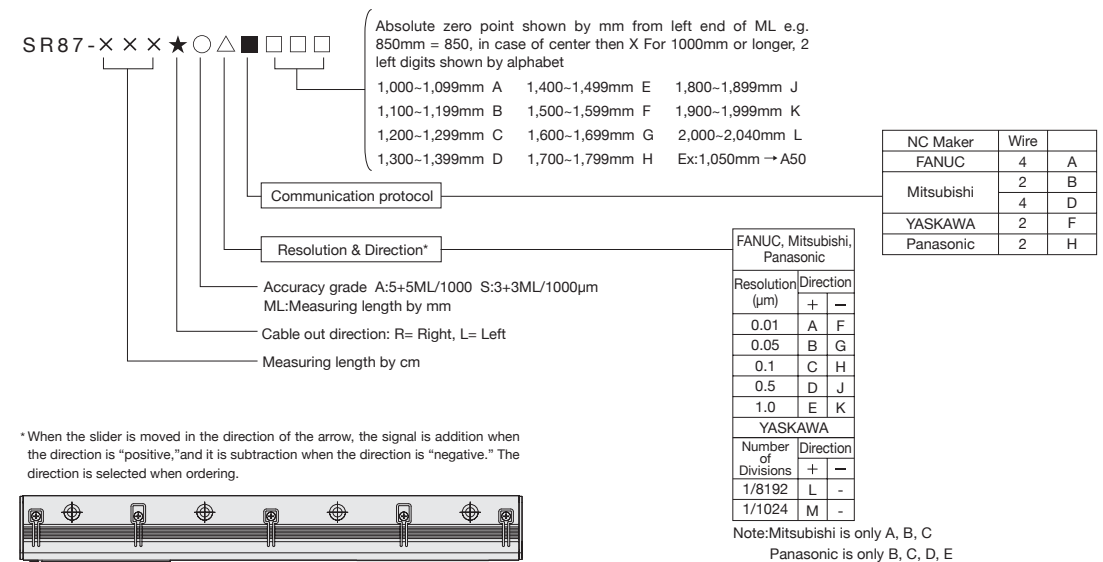 SR87-××× ★ ○ △ ■ □ □ □
Absolute zero point shown by mm from left end of ML e.g.
850mm = 850, in case of center then X For 1000mm or longer, 2
left digits shown by alphabet
1,000~1,099mm A 1,400~1,499mm E 1,800~1,899mm J
1,100~1,199mm B 1,500~1,599mm F 1,900~1,999mm K
1,200~1,299mm C 1,600~1,699mm G 2,000~2,040mm L
1,300~1,399mm D 1,700~1,799mm H Ex:1,050mm → A50
NC Maker Wire
FANUC 4 A
Mitsubishi 2 B
4 D
YASKAWA 2 F
Panasonic 2 H
Communication protocol
Resolution & Direction*
Accuracy grade A:5+5ML/1000 S:3+3ML/1000μm
ML:Measuring length by mm
Cable out direction: R= Right, L= Left
Measuring length by cm
FANUC, Mitsubishi,
Panasonic
Resolution Direction
(μm) + −
0.01 A F
0.05 B G
0.1 C H
0.5 D J
1.0 E K
YASKAWA
Number Direction
of
Divisions + −
1/8192 L -
1/1024 M -
Note:Mitsubishi is only A, B, C
Panasonic is only B, C, D, E
* When the slider is moved in the direction of the arrow, the signal is addition when
the direction is “positive,”and it is subtraction when the direction is “negative.” The
direction is selected when ordering.